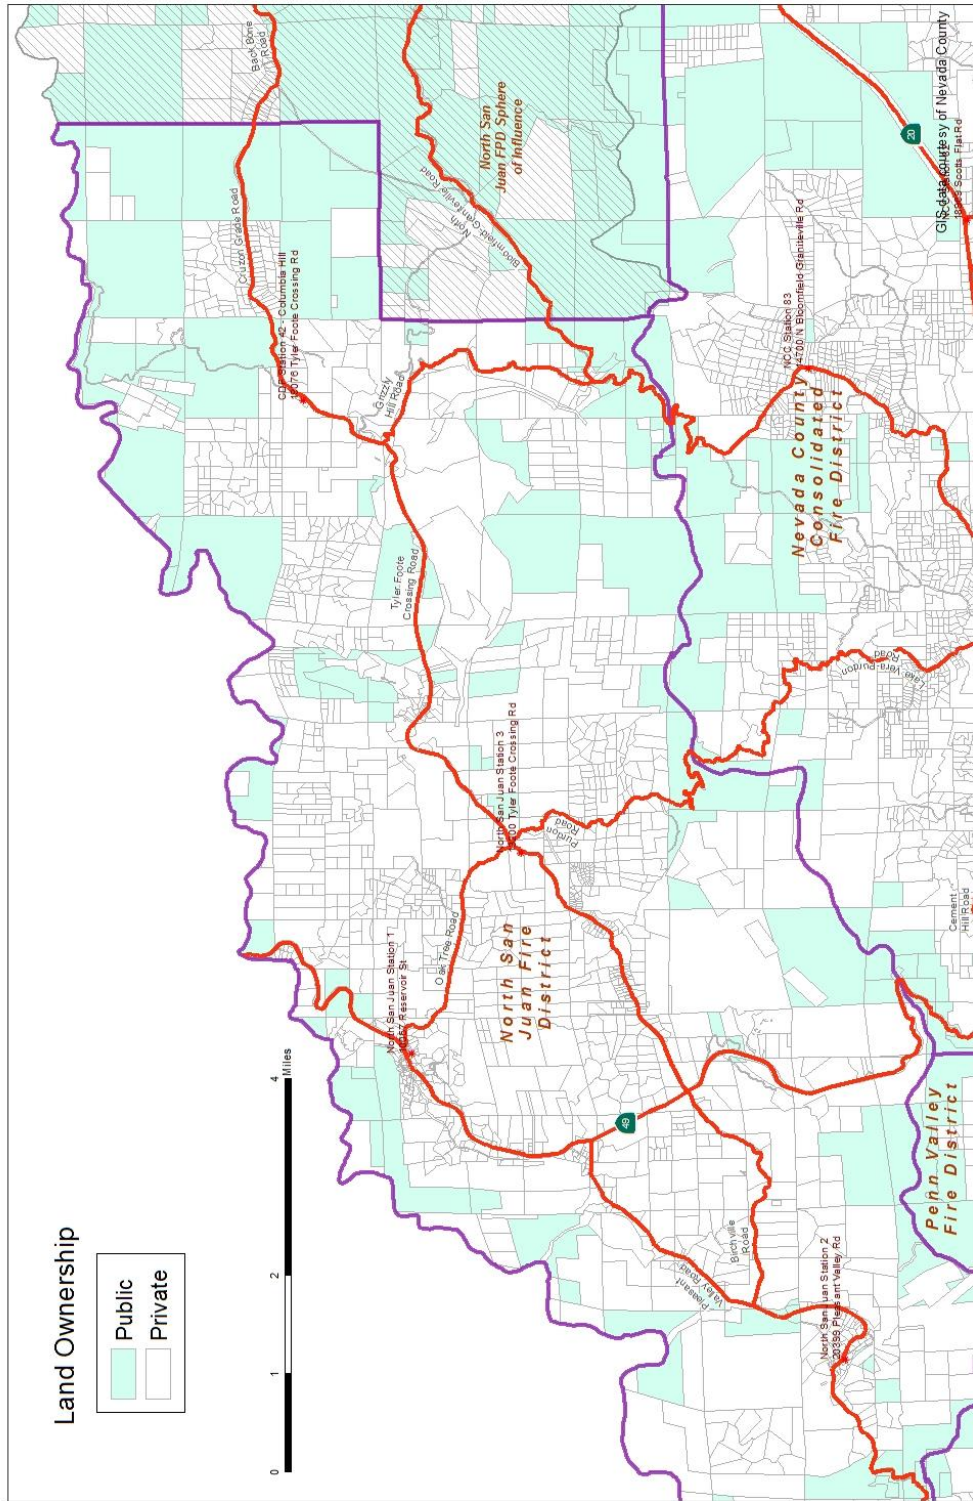 Land Ownership
Public
Private
0
1
2
4
Miles
North San Juan Station 1
Reservoir St
Oak Tree Road
North San
Juan Fire
District
49
Pleasant
Valley Road
Birchville
Road
North San Juan Station 2
20399 Pleasant Valley Rd
Penn Valley
Fire District
Cement
Hill Road
North San Juan Station 3
Tyler Foote Crossing Rd
Purdon
Road
Tyler Foote
Crossing Road
Lake Vera-Purdon
Road
Grizzly
Hill Road
CDF Station 42 - Columbia Hill
Tyler Foote Crossing Rd
Cruzon Grade Road
Back Bone
Road
North San
Juan FPD Sphere
of Influence
North
Bloomfield-Graniteville Road
NCC Station 83
14700 N Bloomfield Graniteville Rd
Nevada County
Consolidated
Fire District
20
GIS data courtesy of Nevada County
Scotts Flat Rd